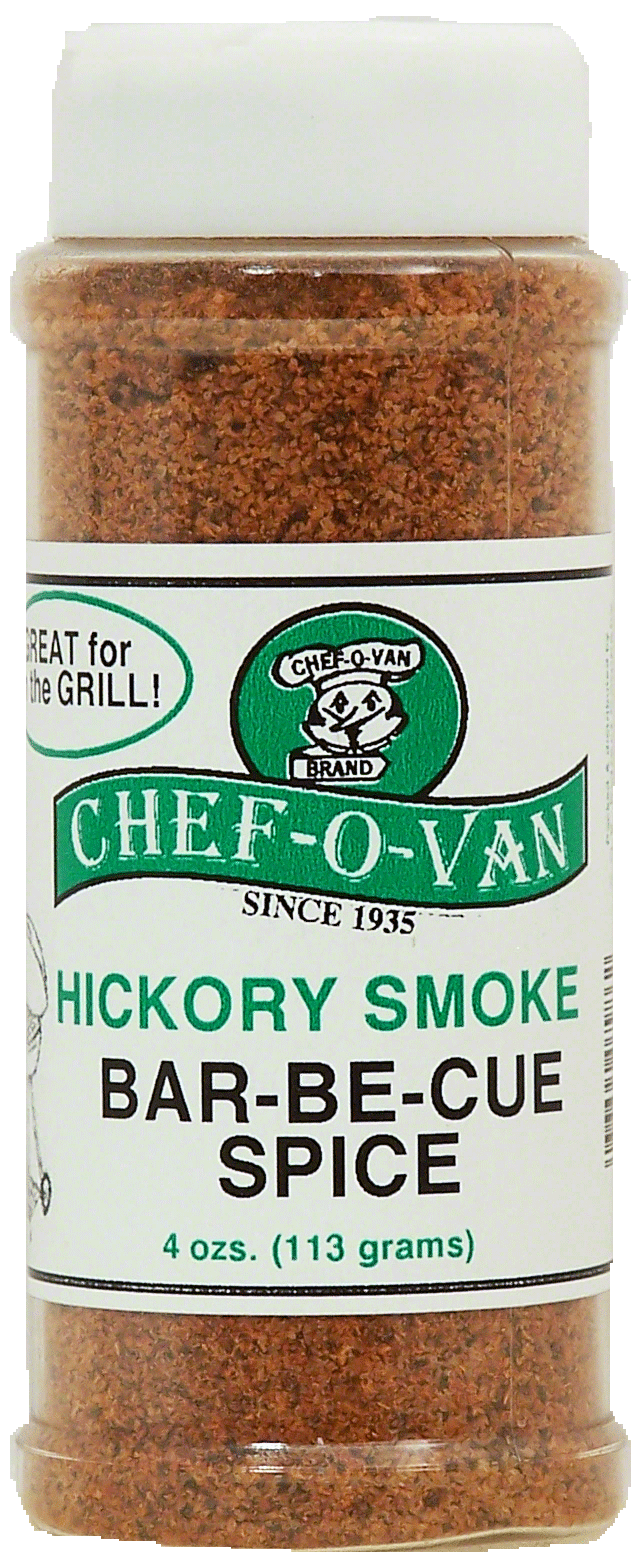 GREAT for
the GRILL!
CHEF-O-VAN
BRAND
CHEF-O-VAN
SINCE 1935
HICKORY SMOKE
BAR-BE-CUE
SPICE
4 ozs. (113 grams)